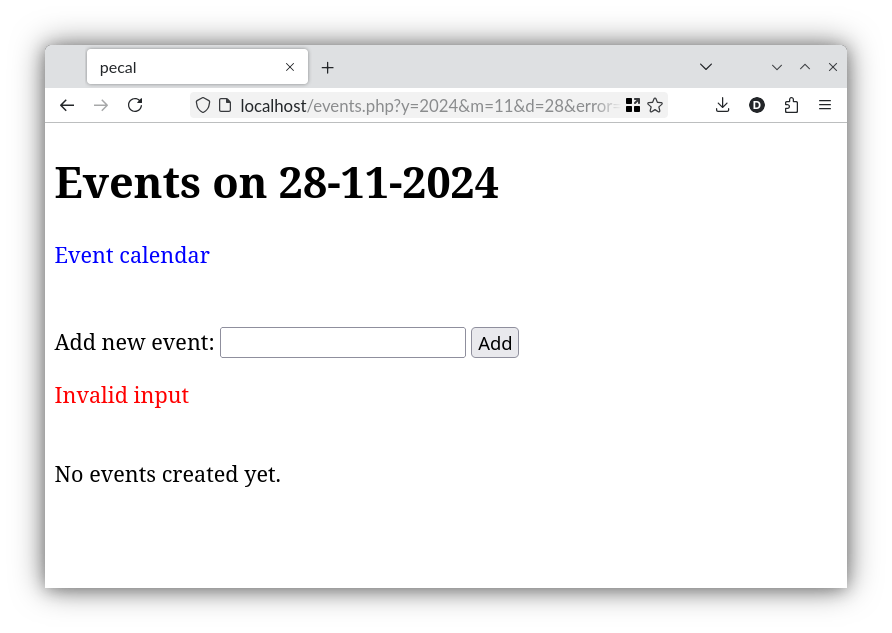 pecal
localhost/events.php?y=2024&m=11&d=28&error=
D
Events on 28-11-2024
Event calendar
Add new event: Add
Invalid input
No events created yet.